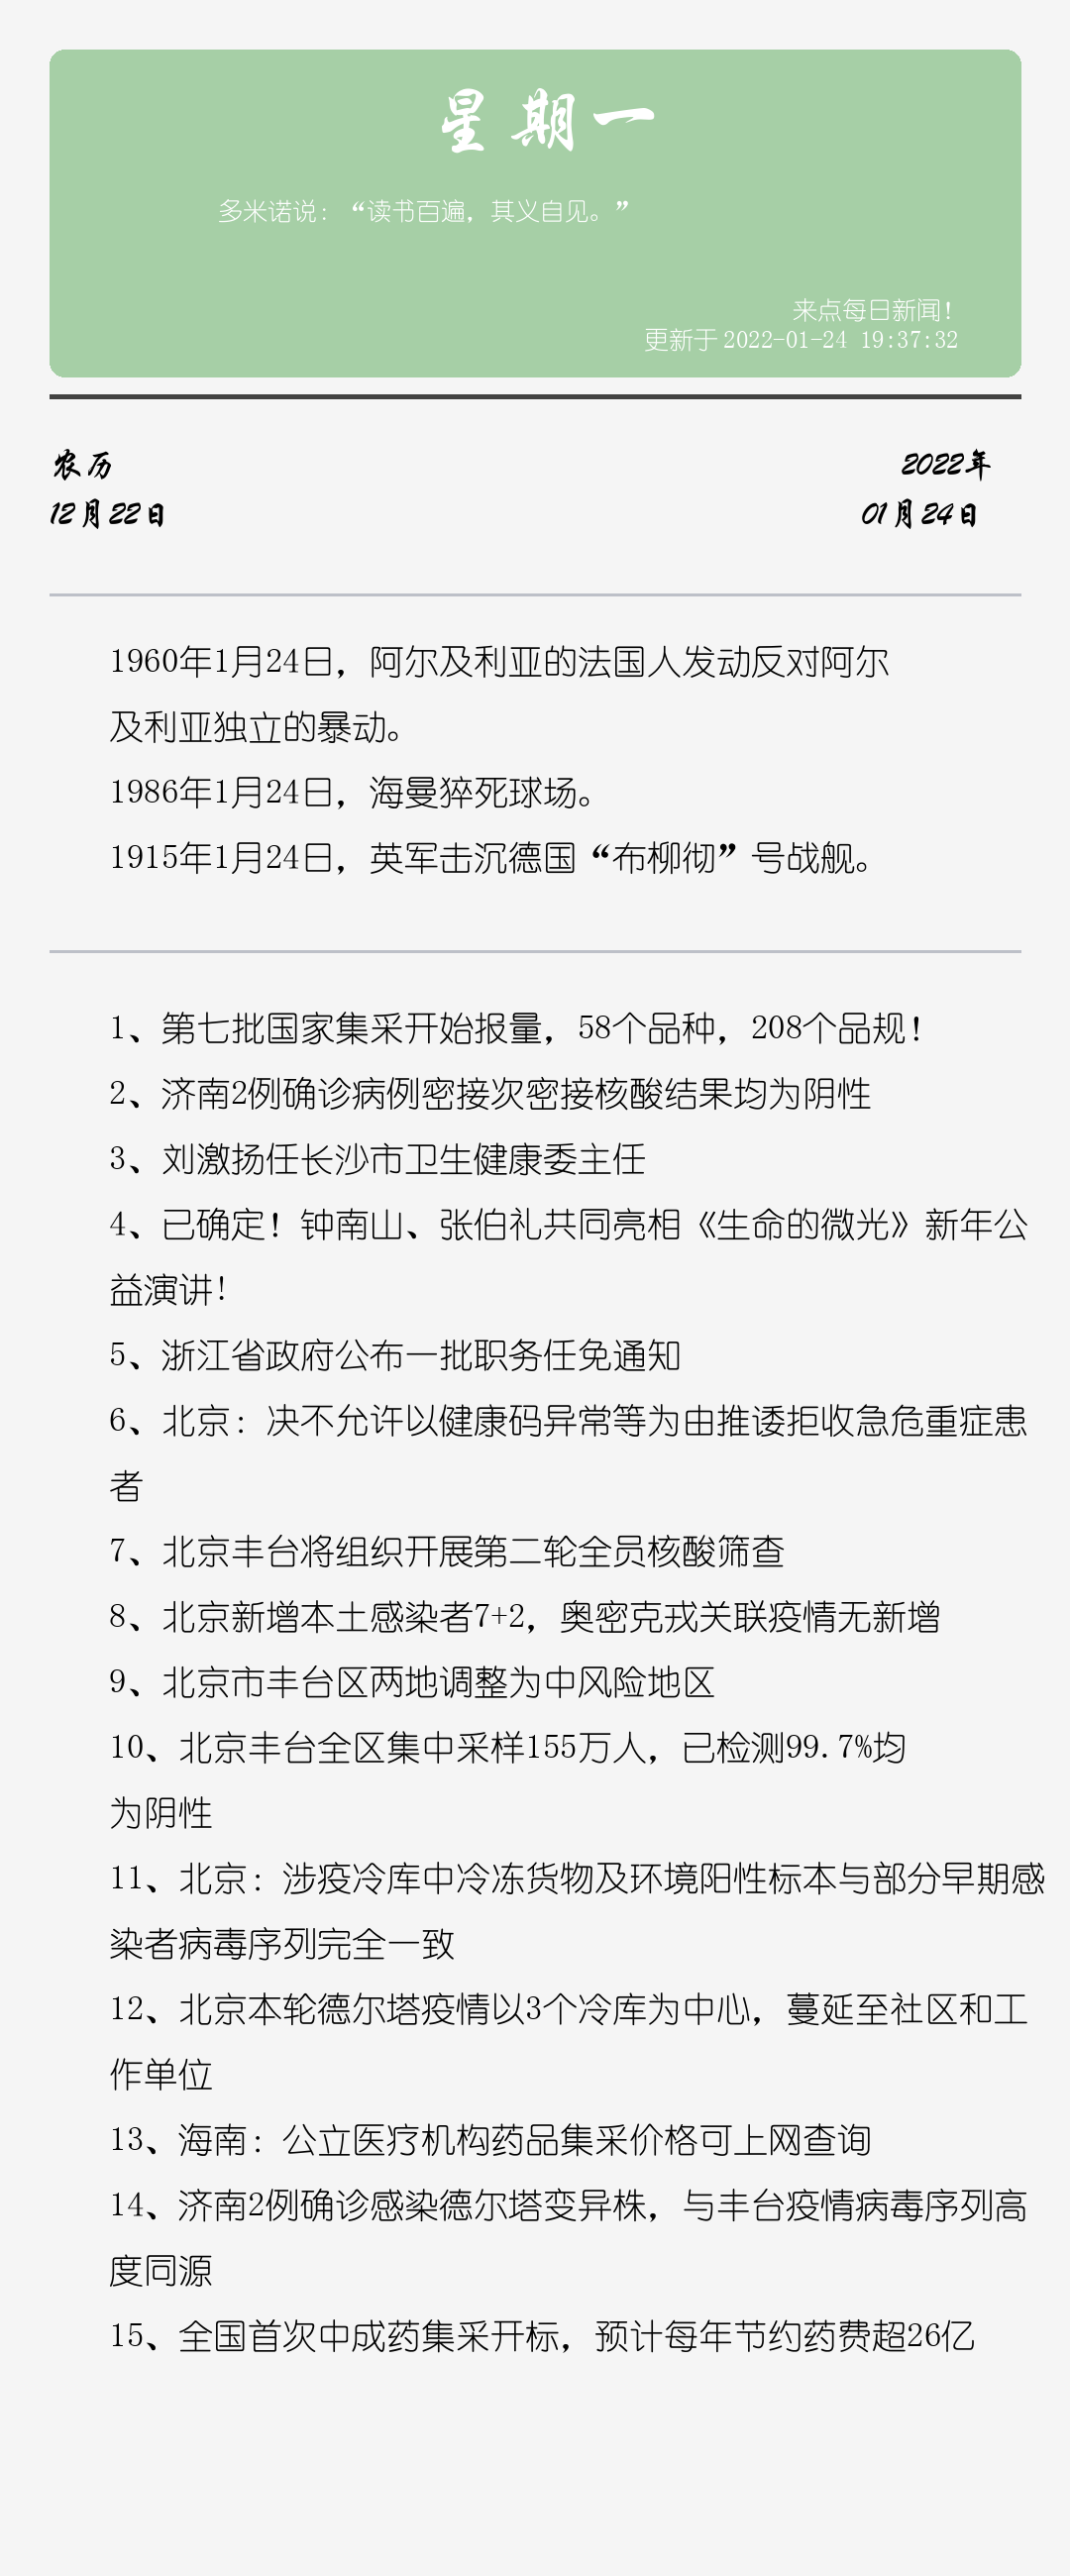 星期一
多米诺说：“读书百遍，其义自见。”
来点每日新闻！
更新于 2022-01-24 19:37:32
农历
2022年
12月22日
01月24日
1960年1月24日，阿尔及利亚的法国人发动反对阿尔
及利亚独立的暴动。
1986年1月24日，海曼猝死球场。
1915年1月24日，英军击沉德国“布柳彻”号战舰。
1、第七批国家集采开始报量，58个品种，208个品规！
2、济南2例确诊病例密接次密接核酸结果均为阴性
3、刘激扬任长沙市卫生健康委主任
4、已确定！钟南山、张伯礼共同亮相《生命的微光》新年公
益演讲!
5、浙江省政府公布一批职务任免通知
6、北京：决不允许以健康码异常等为由推诿拒收急危重症患
者
7、北京丰台将组织开展第二轮全员核酸筛查
8、北京新增本土感染者7+2，奥密克戎关联疫情无新增
9、北京市丰台区两地调整为中风险地区
10、北京丰台全区集中采样155万人，已检测99.7%均
为阴性
11、北京：涉疫冷库中冷冻货物及环境阳性标本与部分早期感
染者病毒序列完全一致
12、北京本轮德尔塔疫情以3个冷库为中心，蔓延至社区和工
作单位
13、海南：公立医疗机构药品集采价格可上网查询
14、济南2例确诊感染德尔塔变异株，与丰台疫情病毒序列高
度同源
15、全国首次中成药集采开标，预计每年节约药费超26亿